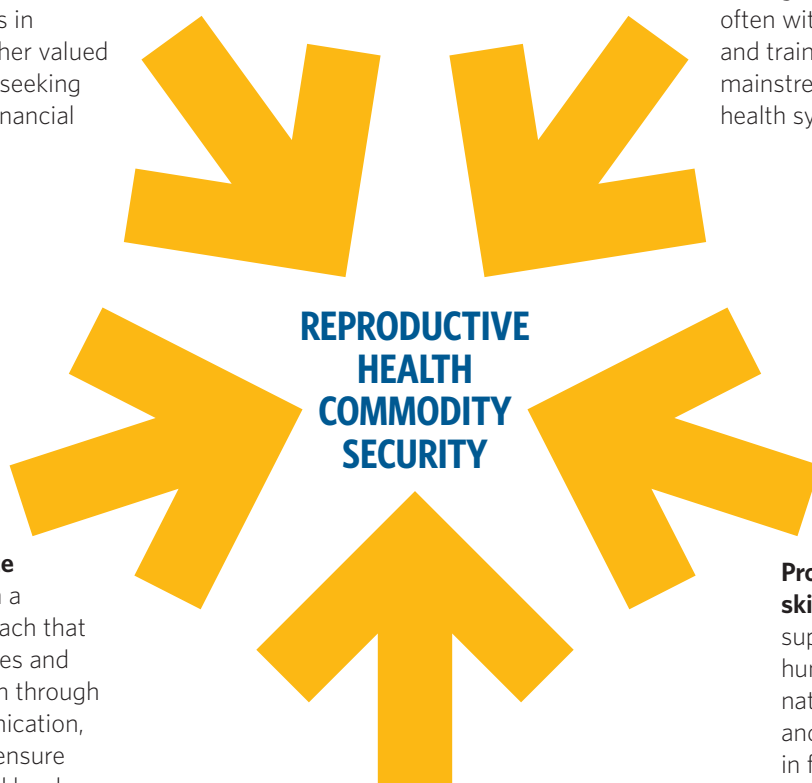 s in
her valued
seeking
nancial
often wit
and train
mainstre
health sy
REPRODUCTIVE
HEALTH
COMMODITY
SECURITY
e
a
ach that
es and
n through
nication,
ensure
Pro
ski
sup
hur
nat
and
in f